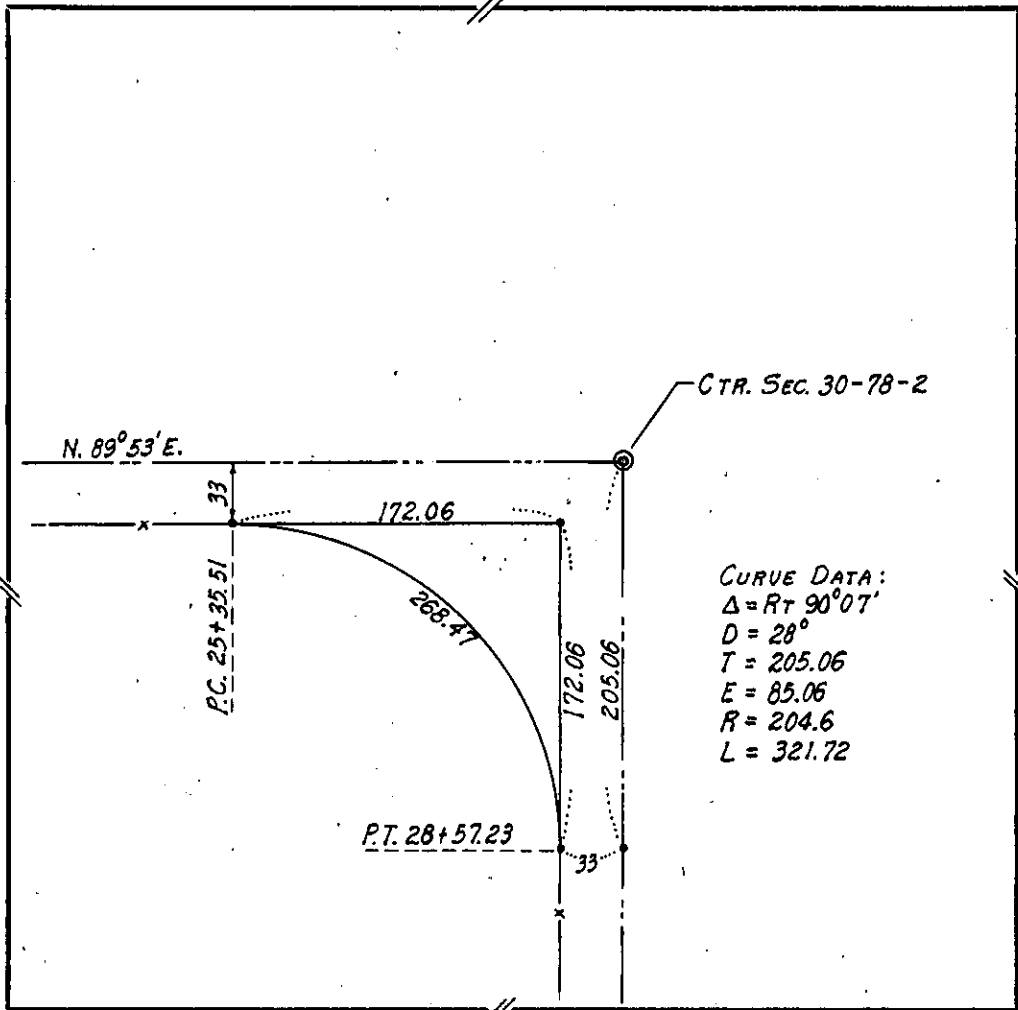 CTR. SEC. 30-78-2
N. 89°53'E.
33
172.06
P.C. 25+35.51
268.47
172.06
205.06
CURVE DATA:
Δ = RT 90°07'
D = 28°
T = 205.06
E = 85.06
R = 204.6
L = 321.72
P.T. 28+57.23
33